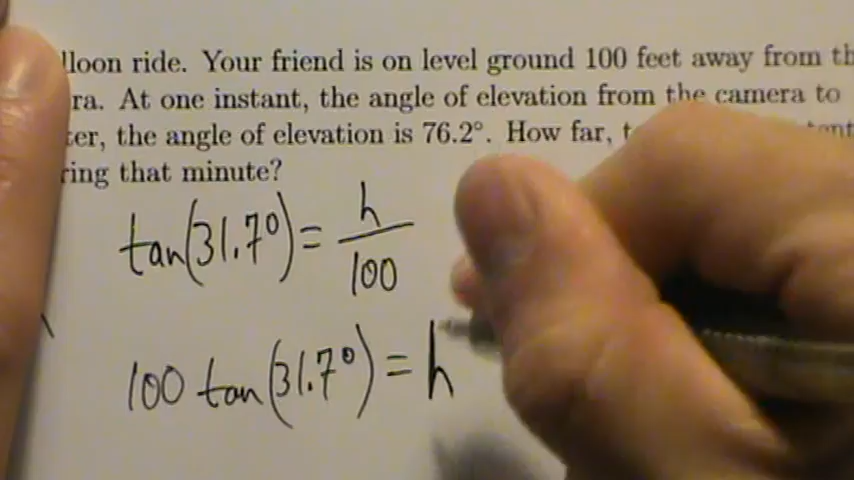 lloon ride. Your friend is on level ground 100 feet away from th
ra. At one instant, the angle of elevation from the camera to
ter, the angle of elevation is 76.2°. How far, t
ring that minute?
tan(31.7°) = h/100
100 tan(31.7°) = h